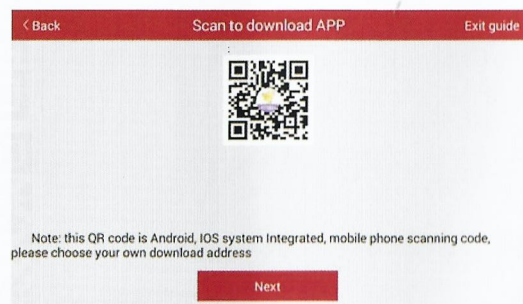 < Back Scan to download APP Exit guide
Note: this QR code is Android, IOS system Integrated, mobile phone scanning code,
please choose your own download address
Next